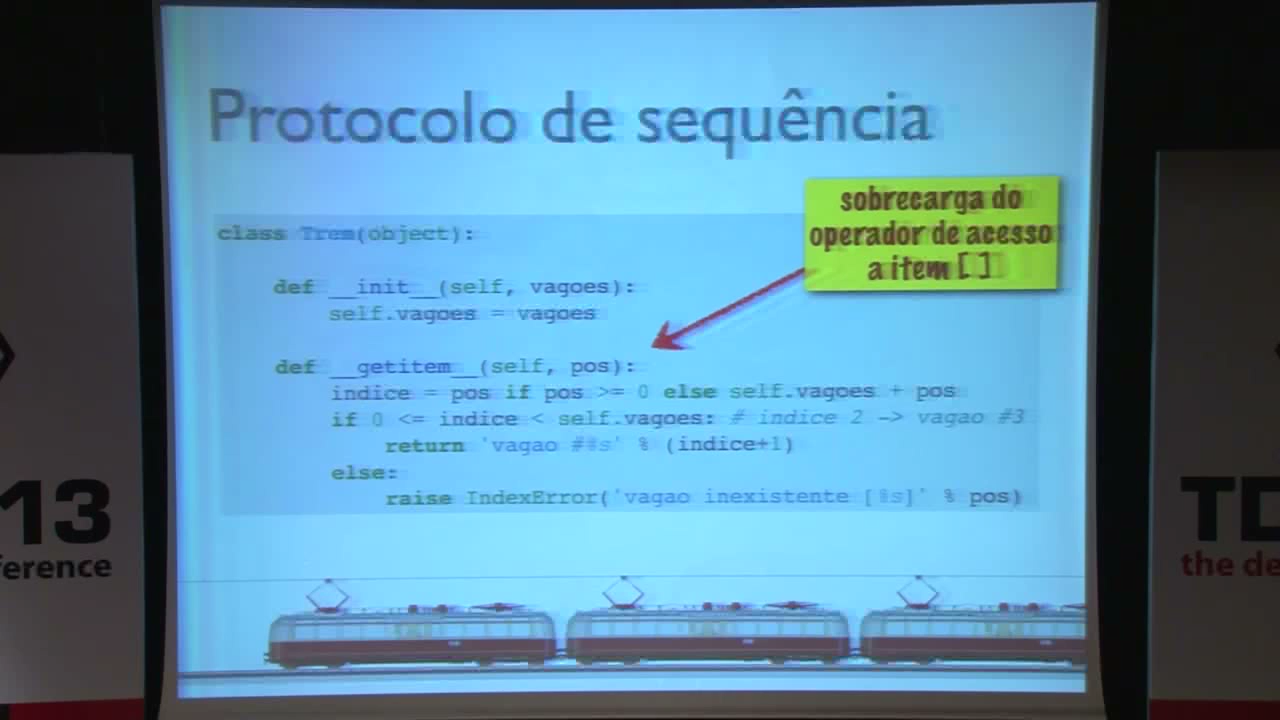 Protocolo de sequência
sobrecarga do
operador de acesso
a item [ ]
class Trem(object):
def __init__(self, vagoes):
self.vagoes = vagoes
def __getitem__(self, pos):
indice = pos if pos >= 0 else self.vagoes + pos
if 0 <= indice < self.vagoes: # indice 2 -> vagao #3
return 'vagao #%s' % (indice+1)
else:
raise IndexError('vagao inexistente [%s]' % pos)
13
erence
TD
the de